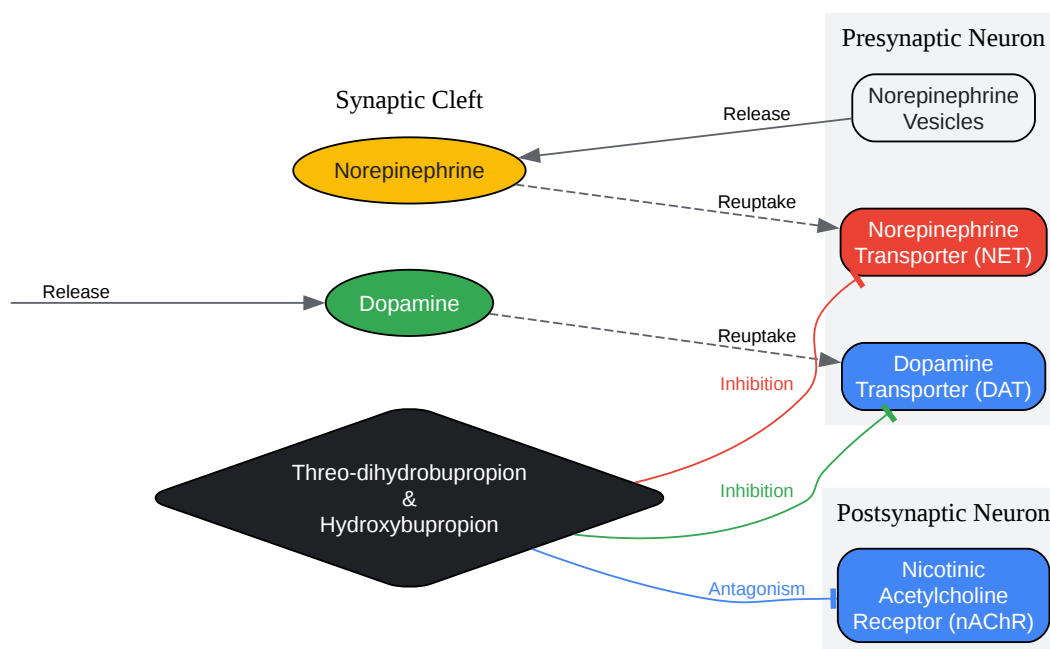 Presynaptic Neuron
Synaptic Cleft
Norepinephrine
Vesicles
Release
Norepinephrine
Reuptake
Norepinephrine
Transporter (NET)
Release
Dopamine
Reuptake
Dopamine
Transporter (DAT)
Inhibition
Threo-dihydrobupropion
&
Hydroxybupropion
Inhibition
Postsynaptic Neuron
Antagonism
Nicotinic
Acetylcholine
Receptor (nAChR)